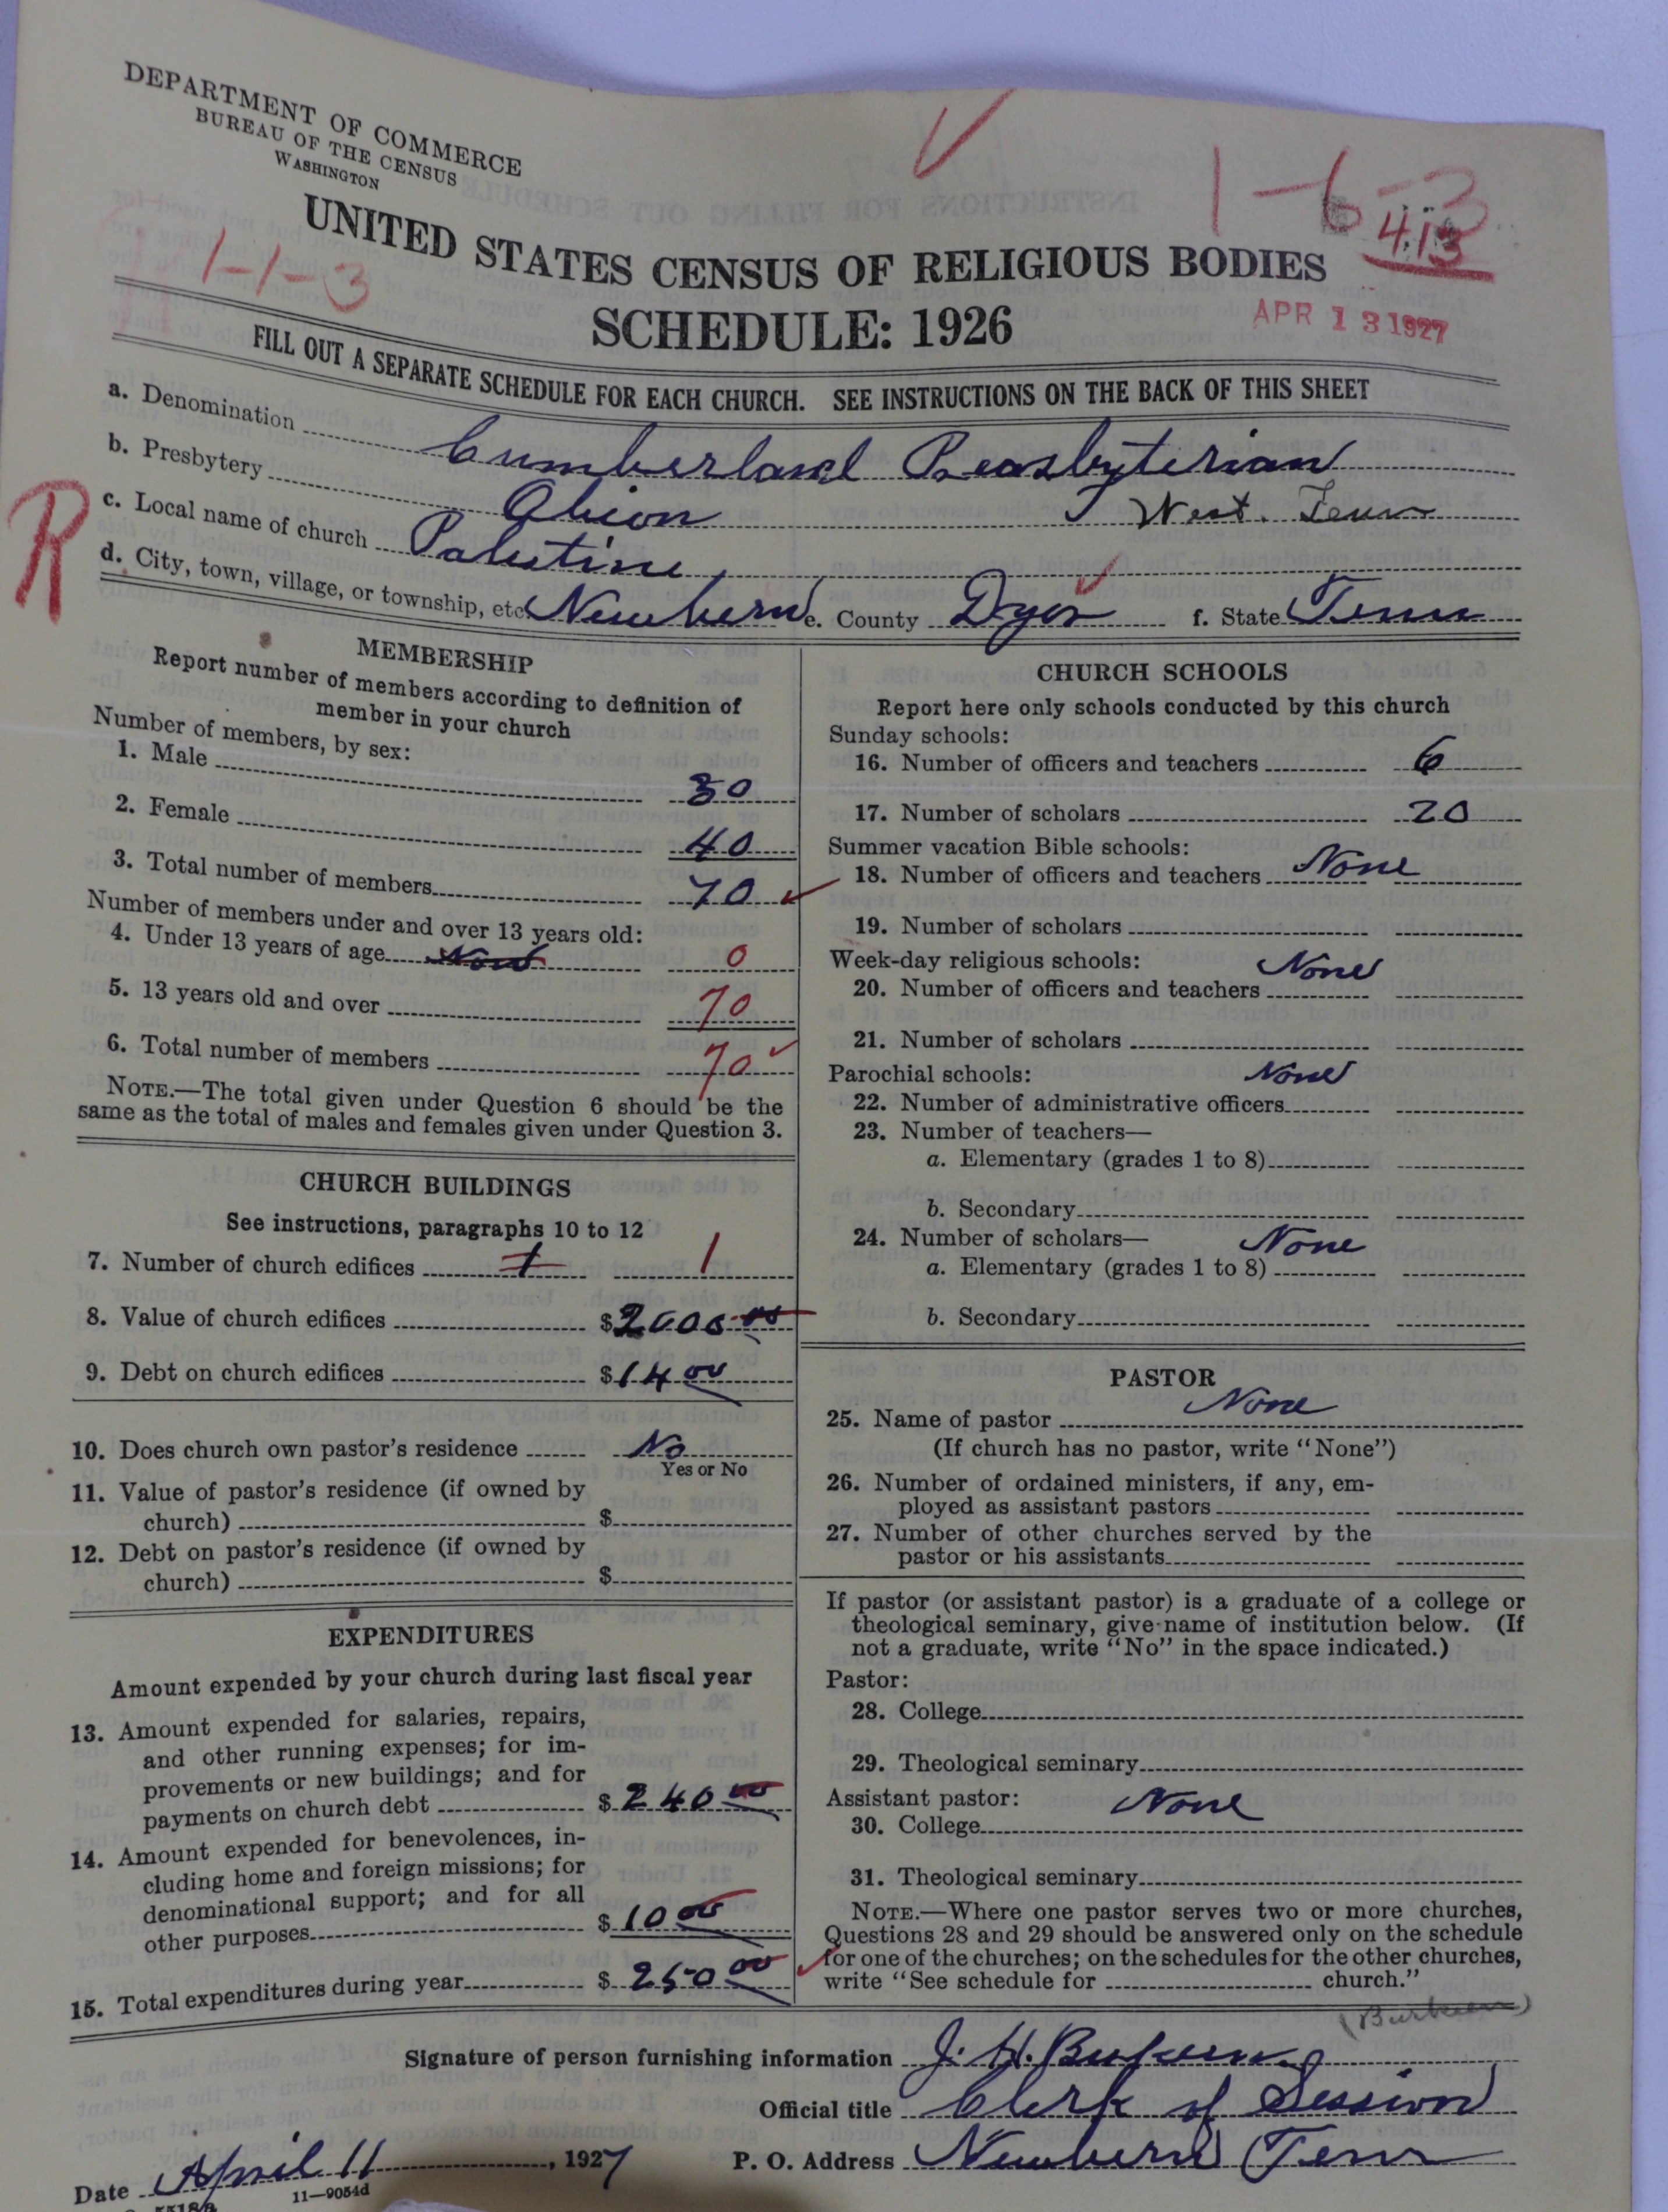 DEPARTMENT OF COMMERCE
BUREAU OF THE CENSUS
WASHINGTON
1-6-3
413
UNITED STATES CENSUS OF RELIGIOUS BODIES
1-1-3
SCHEDULE: 1926
APR 13 1927
FILL OUT A SEPARATE SCHEDULE FOR EACH CHURCH. SEE INSTRUCTIONS ON THE BACK OF THIS SHEET
a. Denomination Cumberland Preasbyterian
b. Presbytery Obion West. Tenn
R
c. Local name of church Palestine
d. City, town, village, or township, etc. Newbern e. County Dyer f. State Tenn
MEMBERSHIP
Report number of members according to definition of
member in your church
Number of members, by sex:
1. Male 30
2. Female 40
3. Total number of members 70
Number of members under and over 13 years old:
4. Under 13 years of age None 0
5. 13 years old and over 70
6. Total number of members 70
NOTE.—The total given under Question 6 should be the
same as the total of males and females given under Question 3.
CHURCH BUILDINGS
See instructions, paragraphs 10 to 12
7. Number of church edifices 1 1
8. Value of church edifices $2000 00
9. Debt on church edifices $14 00
10. Does church own pastor's residence No
Yes or No
11. Value of pastor's residence (if owned by
church) $
12. Debt on pastor's residence (if owned by
church) $
EXPENDITURES
Amount expended by your church during last fiscal year
13. Amount expended for salaries, repairs,
and other running expenses; for im-
provements or new buildings; and for
payments on church debt $240 00
14. Amount expended for benevolences, in-
cluding home and foreign missions; for
denominational support; and for all
other purposes $10 00
15. Total expenditures during year $250 00
CHURCH SCHOOLS
Report here only schools conducted by this church
Sunday schools:
16. Number of officers and teachers 6
17. Number of scholars 20
Summer vacation Bible schools:
18. Number of officers and teachers None
19. Number of scholars
Week-day religious schools: None
20. Number of officers and teachers
21. Number of scholars
Parochial schools: None
22. Number of administrative officers
23. Number of teachers—
a. Elementary (grades 1 to 8)
b. Secondary
24. Number of scholars— None
a. Elementary (grades 1 to 8)
b. Secondary
PASTOR
25. Name of pastor None
(If church has no pastor, write "None")
26. Number of ordained ministers, if any, em-
ployed as assistant pastors
27. Number of other churches served by the
pastor or his assistants
If pastor (or assistant pastor) is a graduate of a college or
theological seminary, give name of institution below. (If
not a graduate, write "No" in the space indicated.)
Pastor:
28. College
29. Theological seminary
Assistant pastor: None
30. College
31. Theological seminary
NOTE.—Where one pastor serves two or more churches,
Questions 28 and 29 should be answered only on the schedule
for one of the churches; on the schedules for the other churches,
write "See schedule for church."
(Burkeen)
Signature of person furnishing information J. H. Burkeen
Official title Clerk of Session
Date April 11, 1927 P. O. Address Newbern Tenn
11—9054d